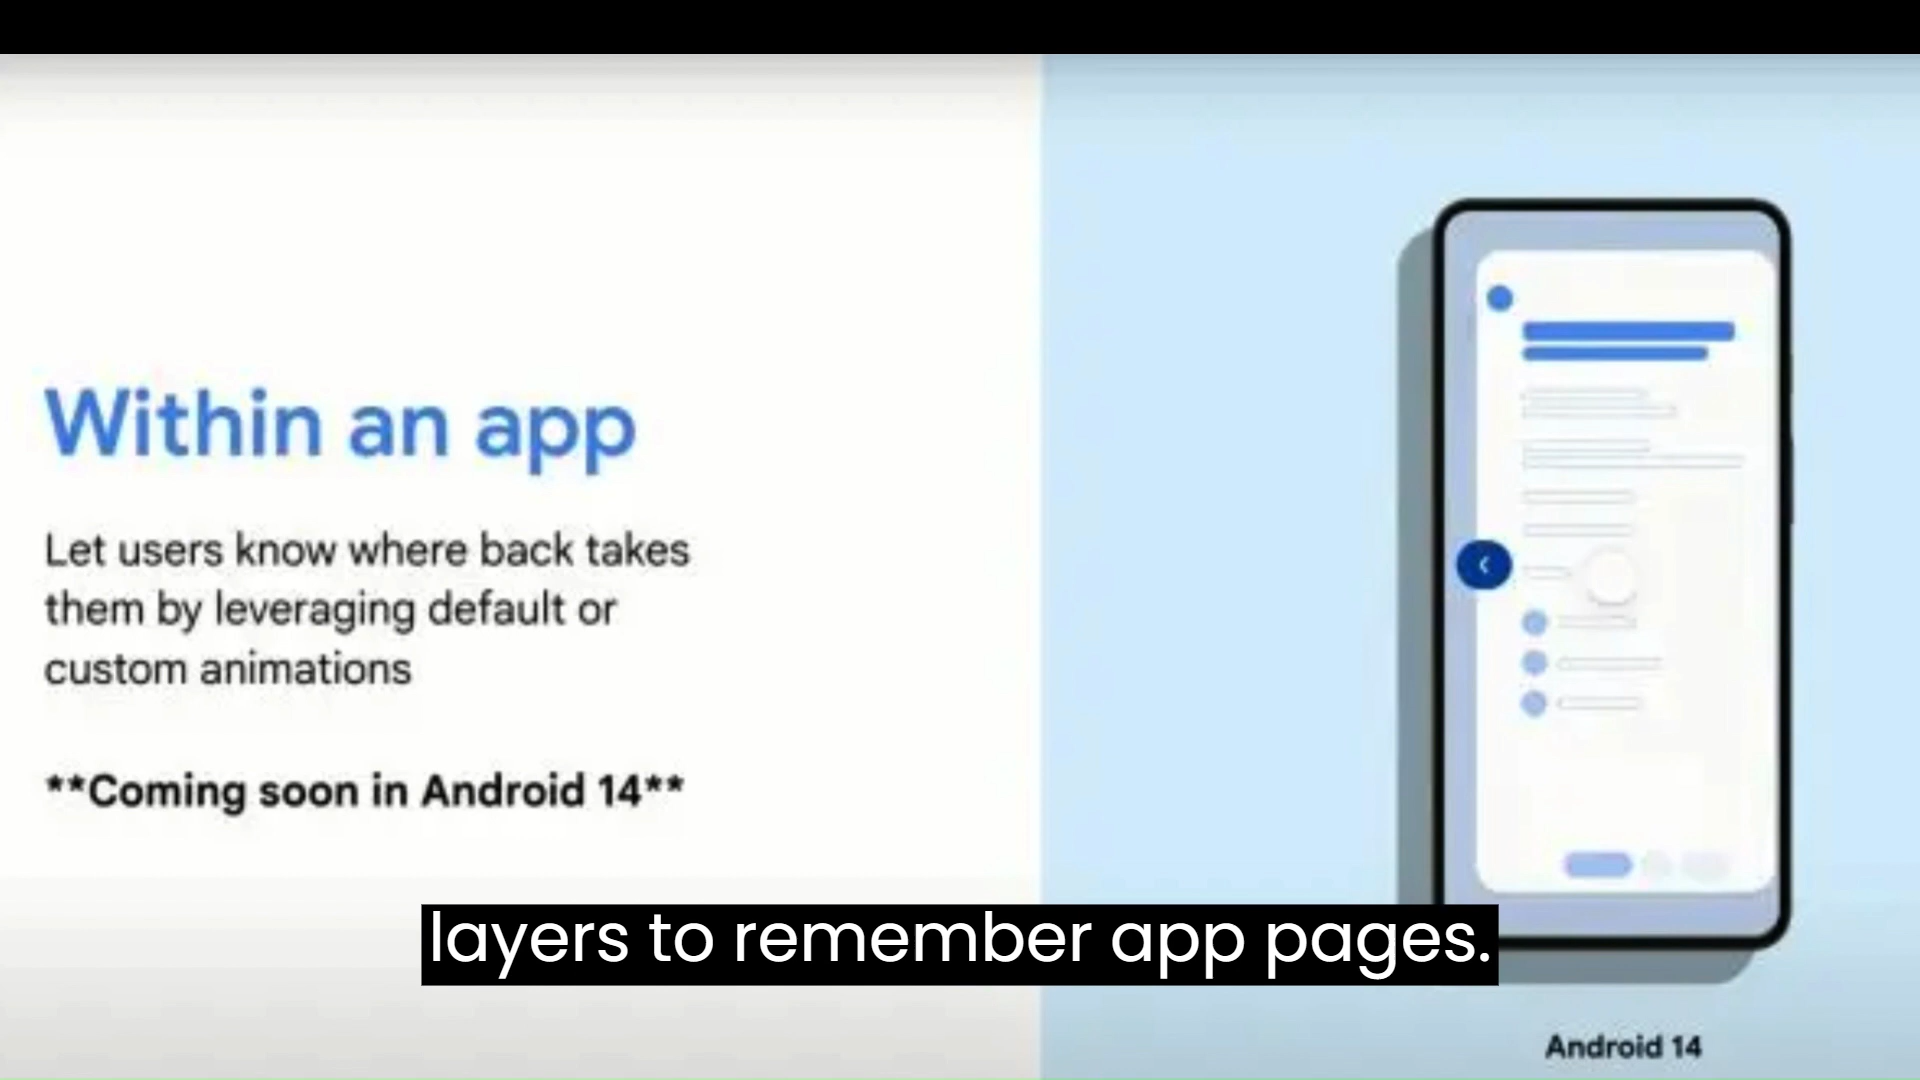 Within an app
Let users know where back takes
them by leveraging default or
custom animations
**Coming soon in Android 14**
layers to remember app pages.
Android 14